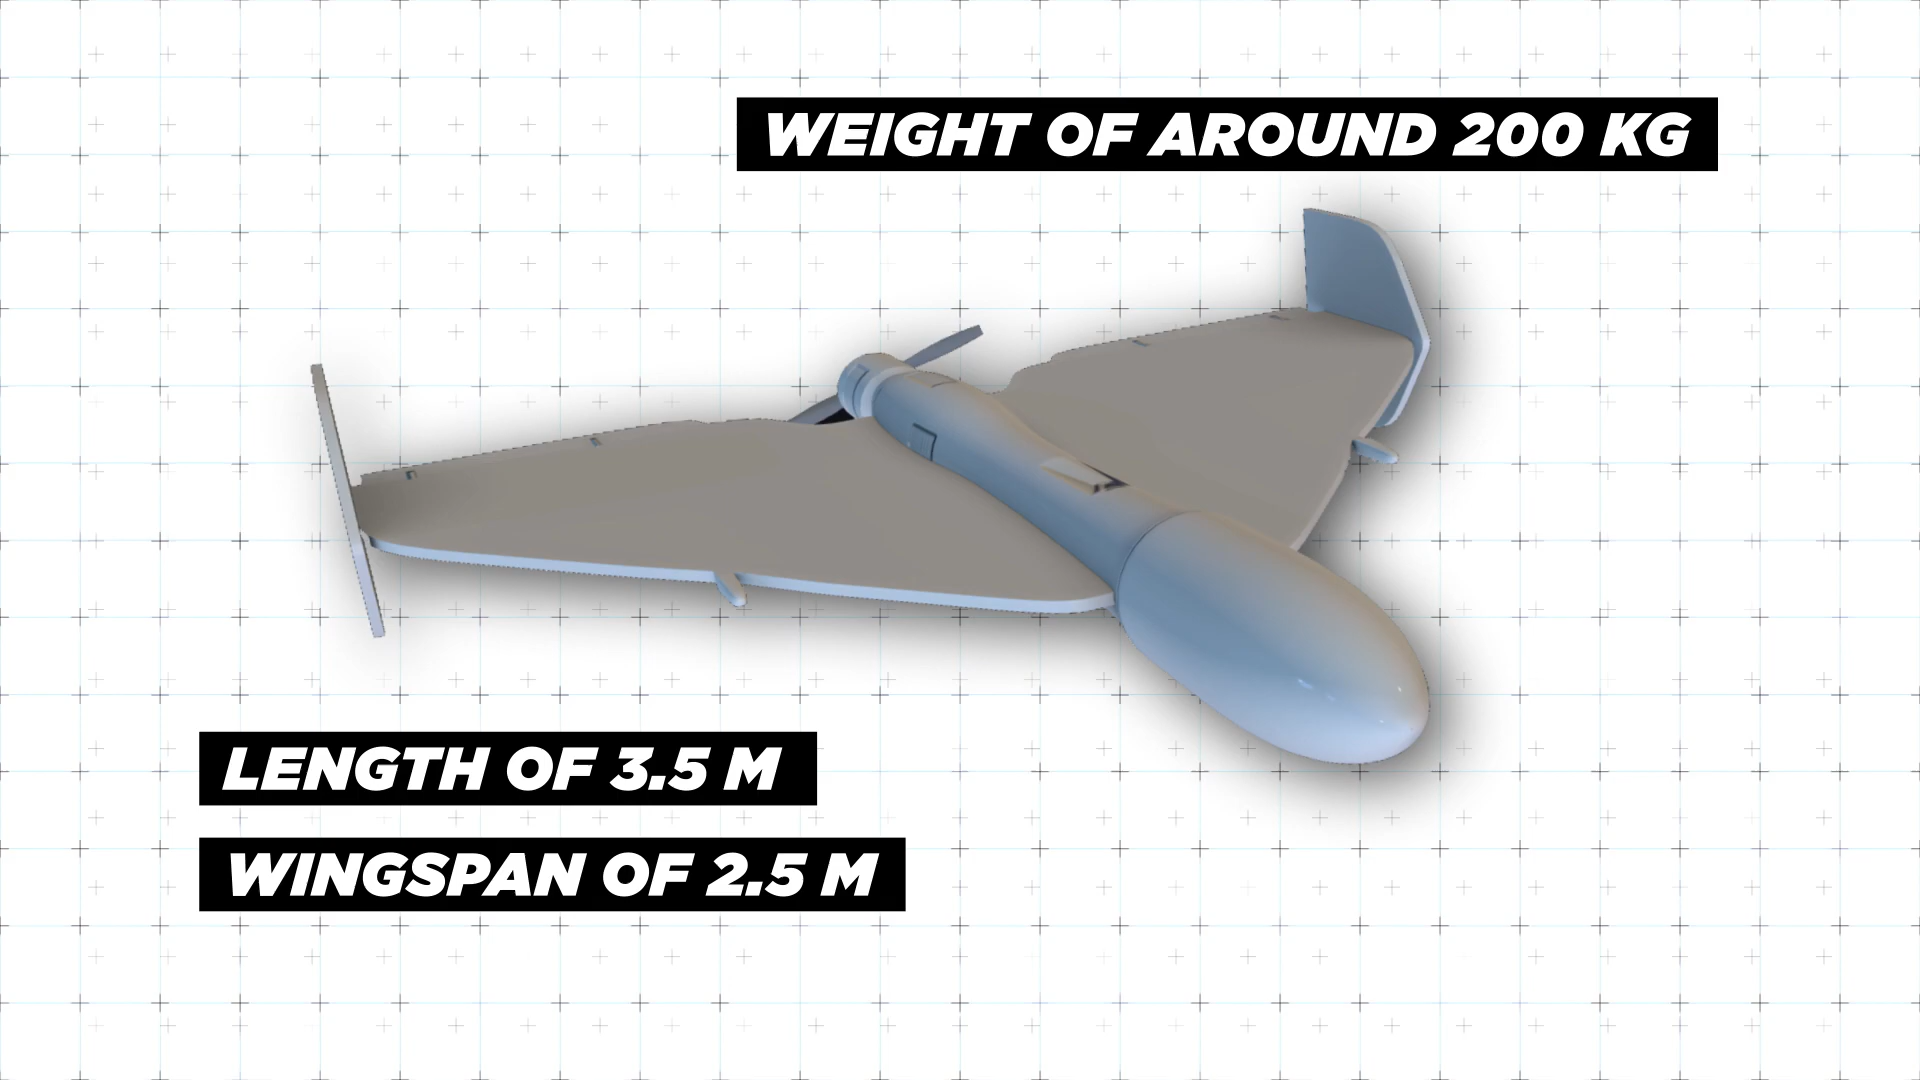 WEIGHT OF AROUND 200 KG
LENGTH OF 3.5 M
WINGSPAN OF 2.5 M